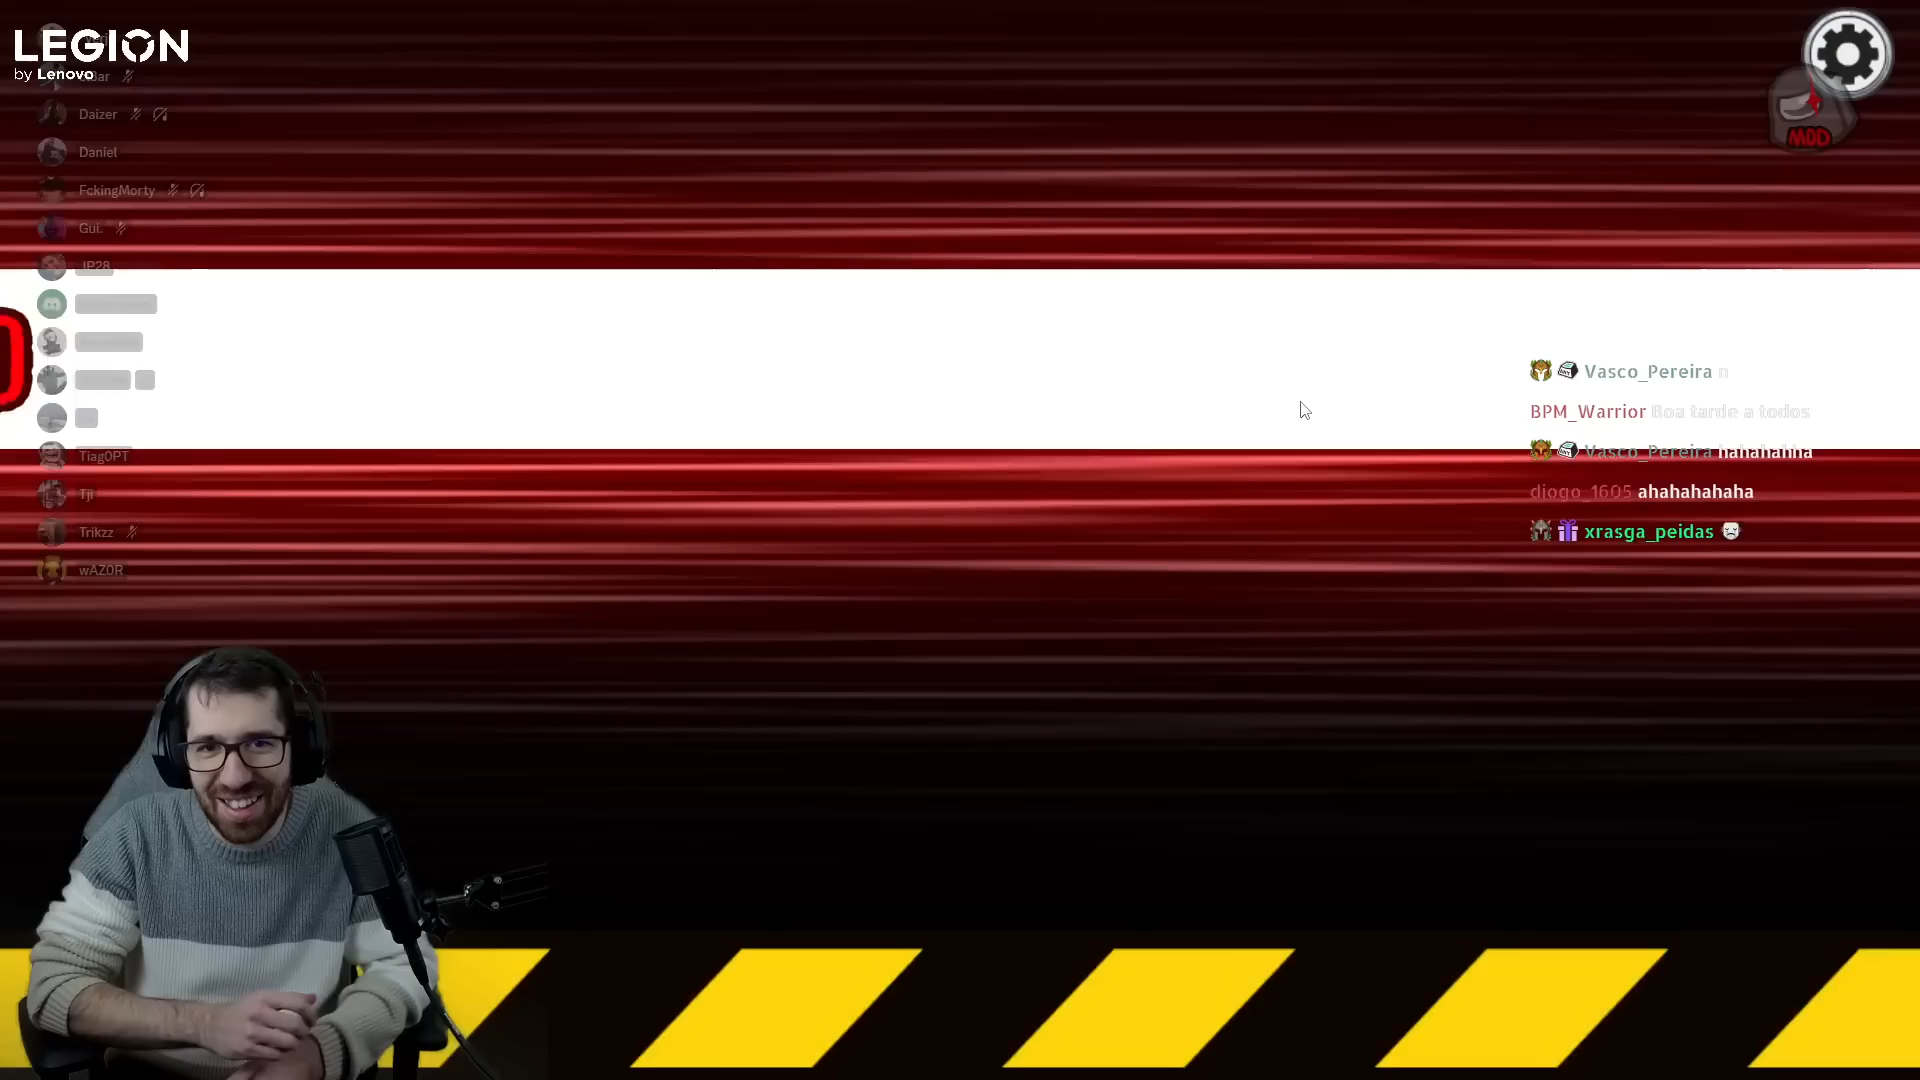 LEGION
by Lenovo
Daizer
Daniel
FckingMorty
Gui.
JP28
TiagOPT
Tji
Trikzz
wAZ0R
MOD
Vasco_Pereira n
BPM_Warrior Boa tarde a todos
Vasco_Pereira hahahahha
diogo_1605 ahahahahaha
xrasga_peidas